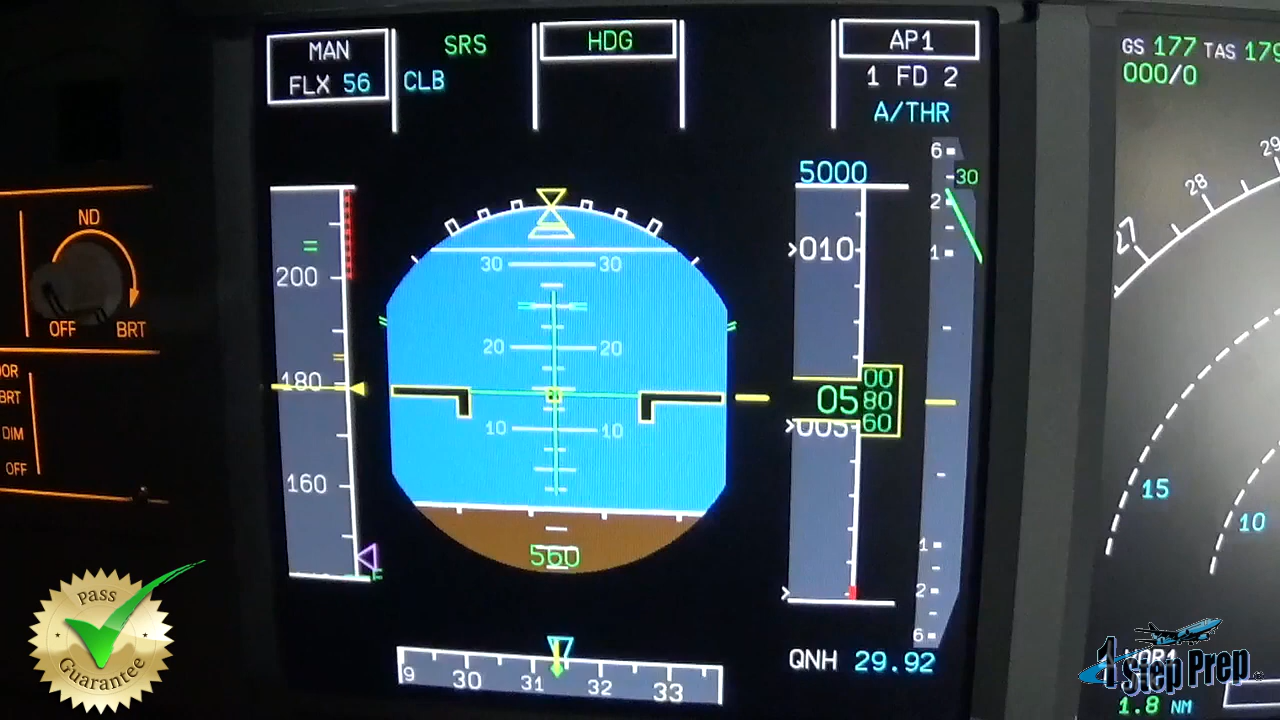 MAN
FLX 56
SRS
CLB
HDG
AP1
1 FD 2
A/THR
GS 177 TAS 179
000/0
ND
OFF BRT
BRT
DIM
OFF
200
180
160
F
30 30
20 20
10 10
560
5000
010
05
00
80
60
005
QNH 29.92
6
2
1
30
1
2
6
9 30 31 32 33
27
28
29
15
10
1.8 NM
Pass
Guarantee
1 Step Prep